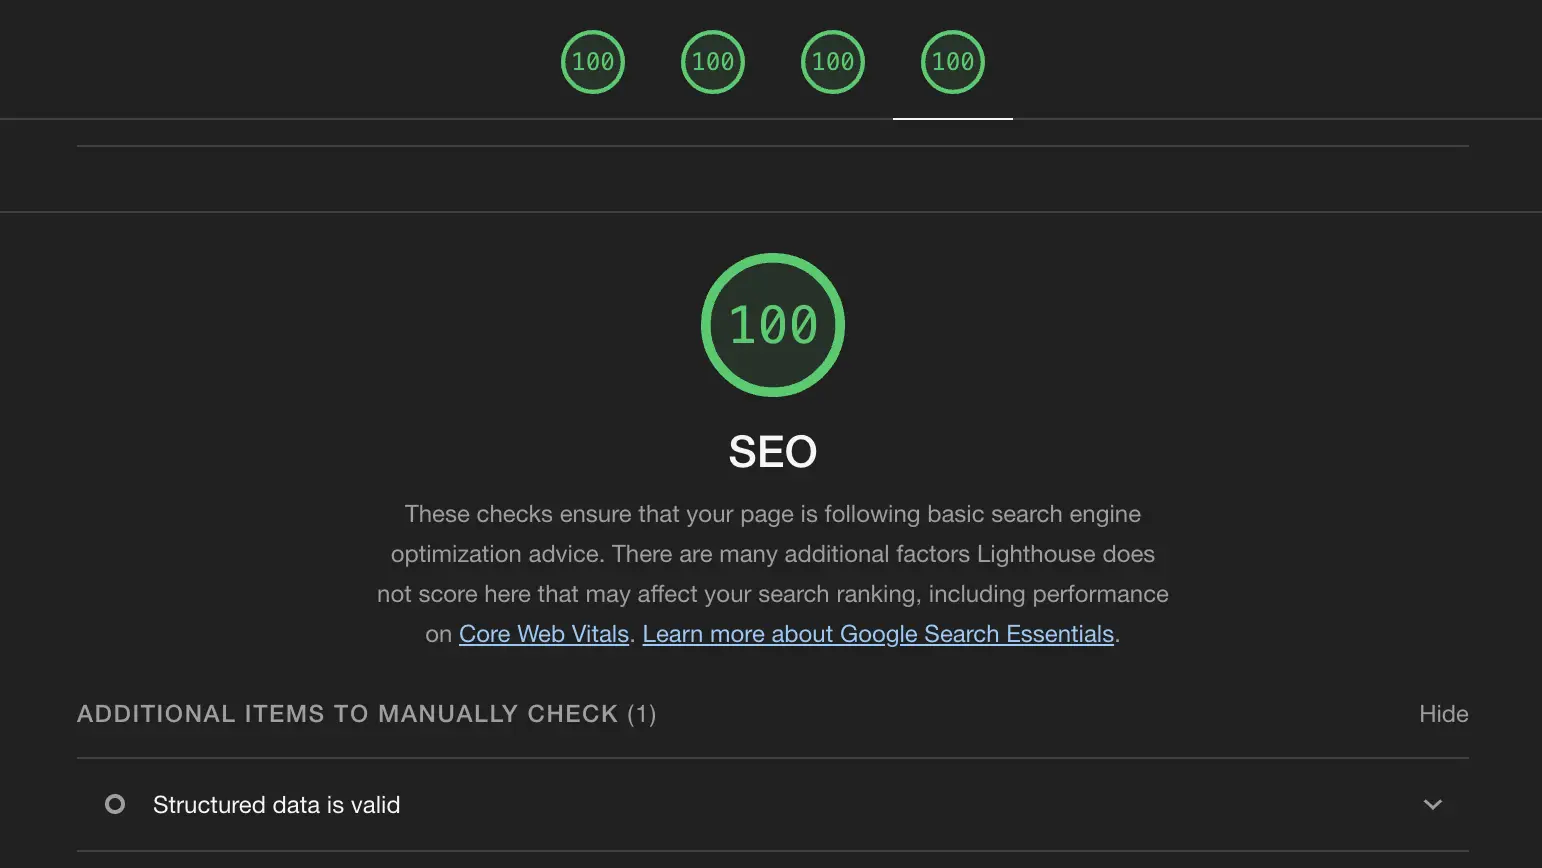 100 100 100 100
100
SEO
These checks ensure that your page is following basic search engine
optimization advice. There are many additional factors Lighthouse does
not score here that may affect your search ranking, including performance
on Core Web Vitals. Learn more about Google Search Essentials.
ADDITIONAL ITEMS TO MANUALLY CHECK (1) Hide
Structured data is valid